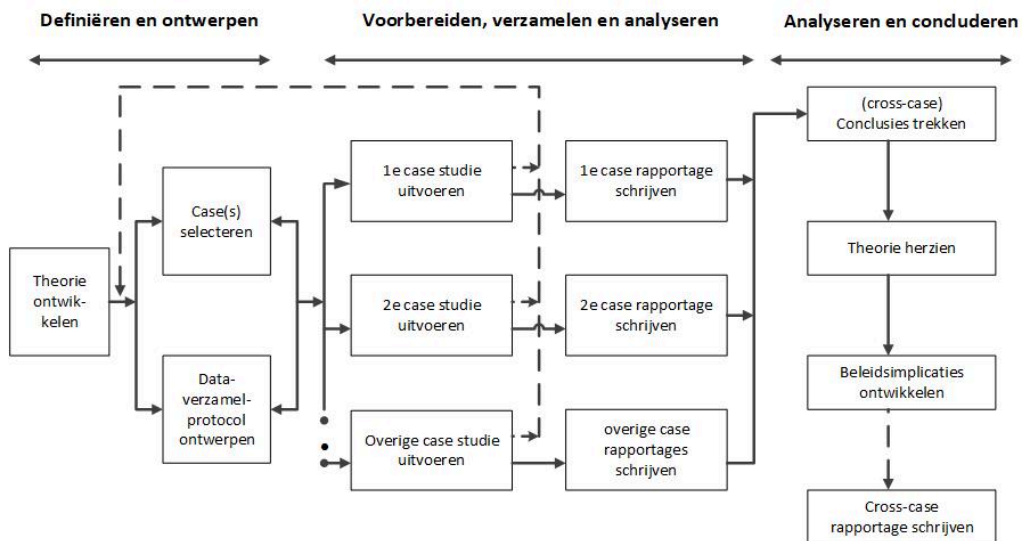 Definiëren en ontwerpen
Voorbereiden, verzamelen en analyseren
Analyseren en concluderen
Theorie
ontwik-
kelen
Case(s)
selecteren
Data-
verzamel-
protocol
ontwerpen
1e case studie
uitvoeren
1e case rapportage
schrijven
2e case studie
uitvoeren
2e case rapportage
schrijven
Overige case studie
uitvoeren
overige case
rapportages
schrijven
(cross-case)
Conclusies trekken
Theorie herzien
Beleidsimplicaties
ontwikkelen
Cross-case
rapportage schrijven